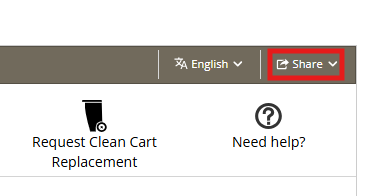 English
Share
Request Clean Cart
Replacement
Need help?